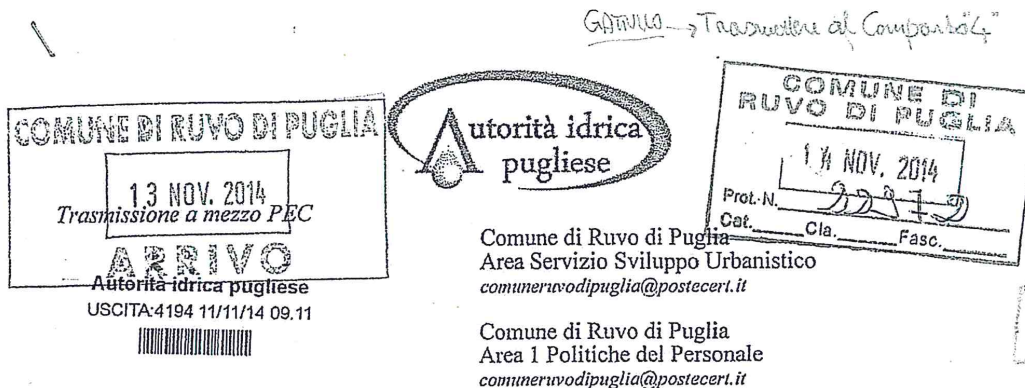 GATTULLO → Trasmettere al Comparto "4"
COMUNE DI RUVO DI PUGLIA
13 NOV. 2014
Trasmissione a mezzo PEC
ARRIVO
Autorità idrica pugliese
USCITA:4194 11/11/14 09.11
Autorità idrica
pugliese
COMUNE DI
RUVO DI PUGLIA
14 NOV. 2014
Prot. N.
Cat. Cla. Fasc.
Comune di Ruvo di Puglia
Area Servizio Sviluppo Urbanistico
comuneruvodipuglia@postecert.it
Comune di Ruvo di Puglia
Area 1 Politiche del Personale
comuneruvodipuglia@postecert.it